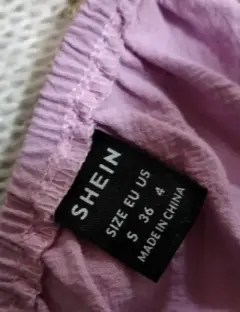 SHEIN
SIZE EU US
S 36 4
MADE IN CHINA